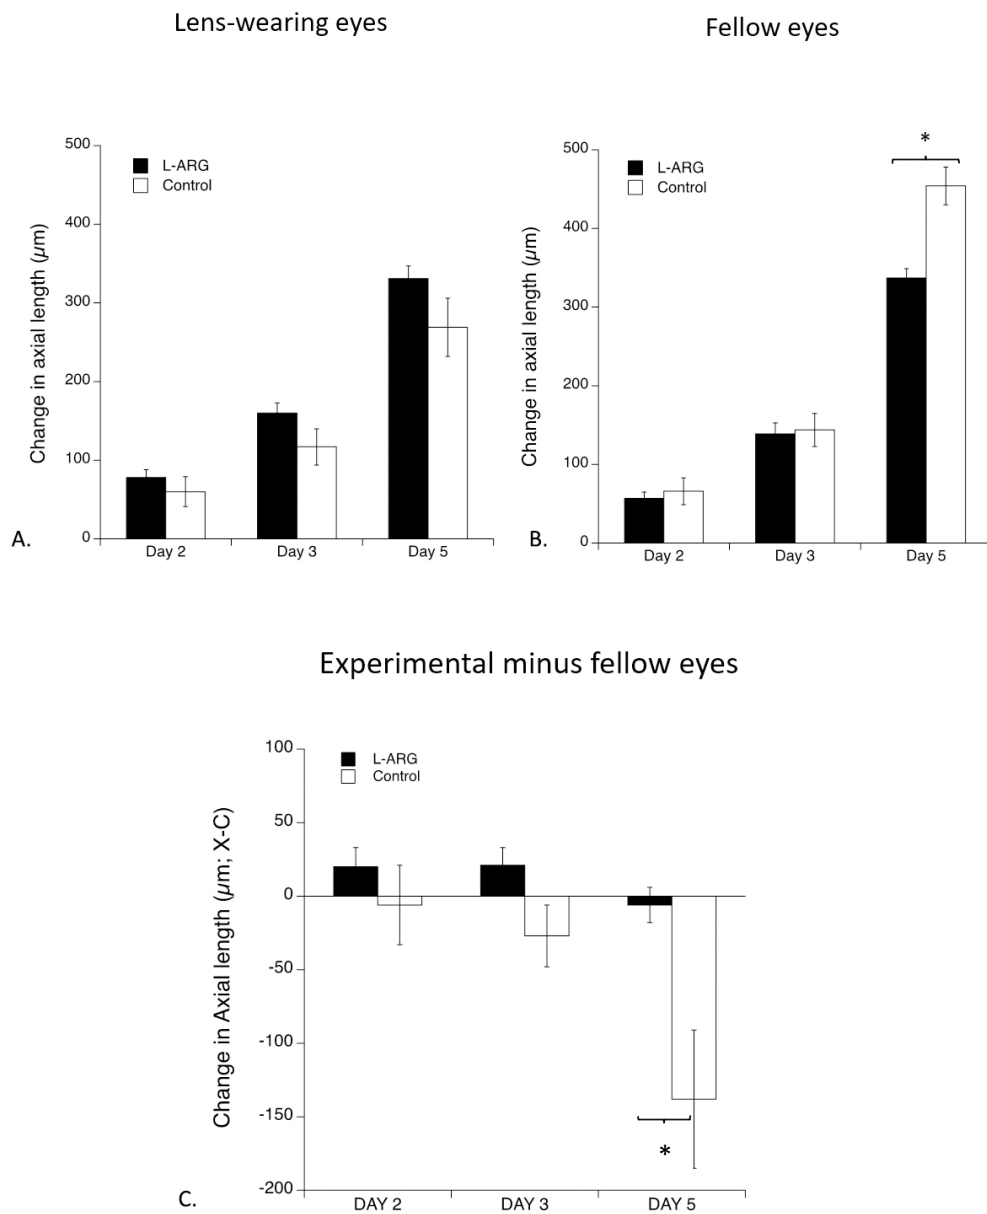 Lens-wearing eyes
Fellow eyes
500
400
300
200
100
0
Change in axial length (µm)
L-ARG
Control
Day 2
Day 3
Day 5
A.
500
400
300
200
100
0
Change in axial length (µm)
L-ARG
Control
*
Day 2
Day 3
Day 5
B.
Experimental minus fellow eyes
100
50
0
-50
-100
-150
-200
Change in Axial length (µm; X-C)
L-ARG
Control
*
DAY 2
DAY 3
DAY 5
C.